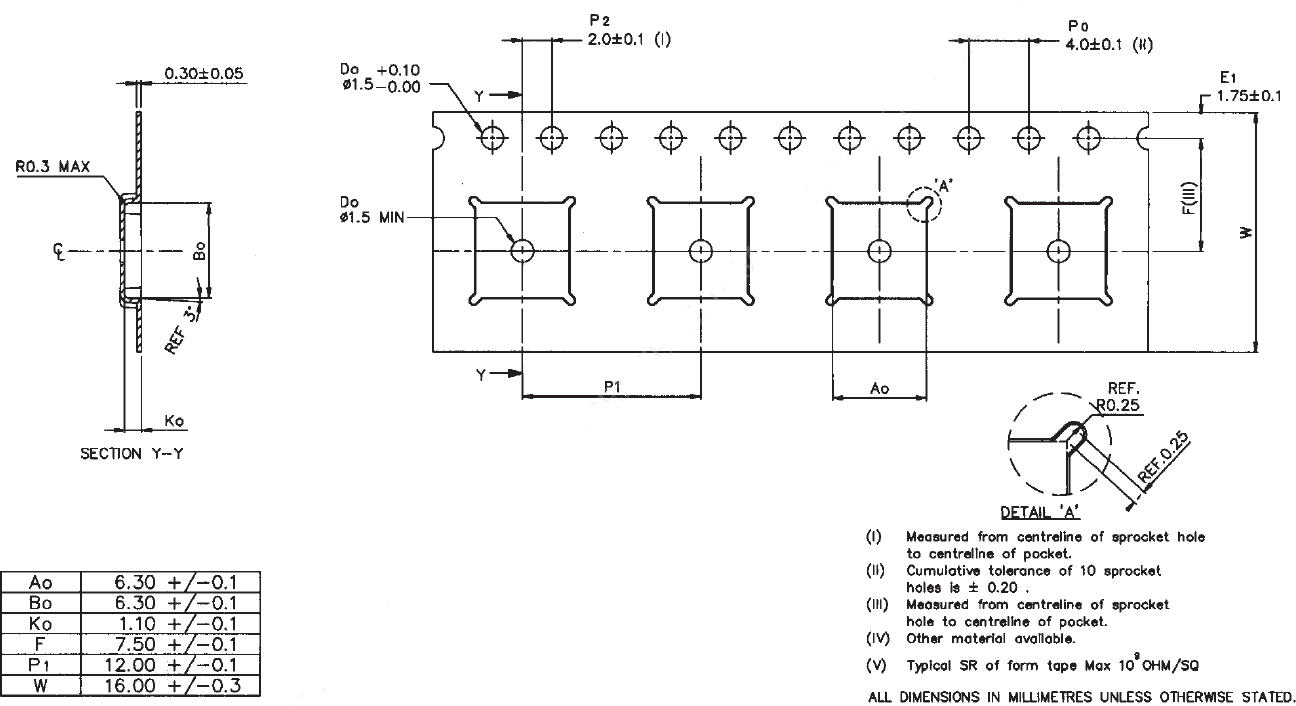 P2
2.0±0.1 (I)
Po
4.0±0.1 (II)
0.30±0.05
Do +0.10
ø1.5-0.00
Y
E1
1.75±0.1
R0.3 MAX
'A'
F(III)
W
Do
ø1.5 MIN
CL
Bo
REF 3°
Y
P1
Ao
Ko
SECTION Y-Y
REF.
R0.25
REF.0.25
DETAIL 'A'
(I) Measured from centreline of sprocket hole
to centreline of pocket.
(II) Cumulative tolerance of 10 sprocket
holes is ± 0.20 .
(III) Measured from centreline of sprocket
hole to centreline of pocket.
(IV) Other material available.
(V) Typical SR of form tape Max 10⁹ OHM/SQ
ALL DIMENSIONS IN MILLIMETRES UNLESS OTHERWISE STATED.
Ao 6.30 +/-0.1
Bo 6.30 +/-0.1
Ko 1.10 +/-0.1
F 7.50 +/-0.1
P1 12.00 +/-0.1
W 16.00 +/-0.3